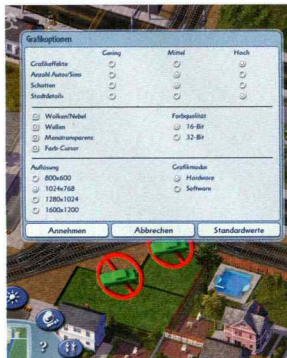 Grafikoptionen
Gering Mittel Hoch
Grafikeffekte
Anzahl Autos/Sims
Schatten
Stadtdetails
Wolken/Nebel
Wellen
Menütransparenz
Farb-Cursor
Farbqualität
16-Bit
32-Bit
Auflösung
800x600
1024x768
1280x1024
1600x1200
Grafikmodus
Hardware
Software
Annehmen Abbrechen Standardwerte
?